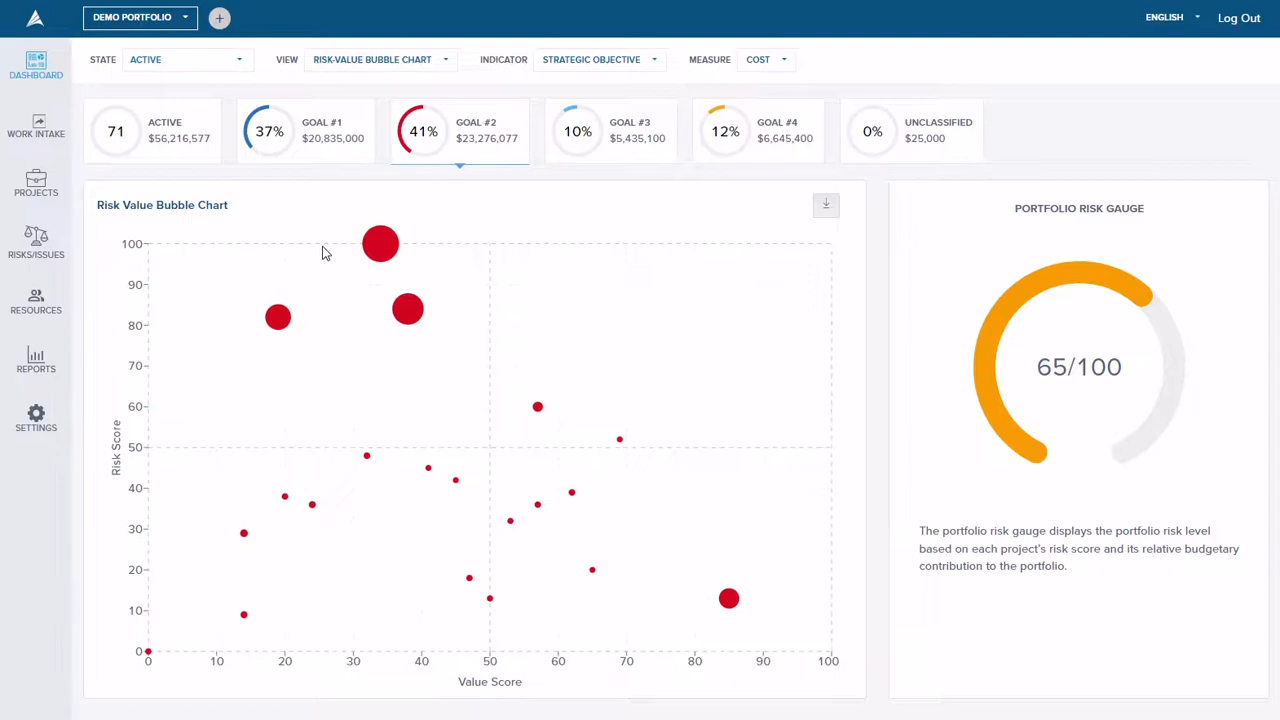 DEMO PORTFOLIO
ENGLISH
Log Out
DASHBOARD
WORK INTAKE
PROJECTS
RISKS/ISSUES
RESOURCES
REPORTS
SETTINGS
STATE ACTIVE VIEW RISK-VALUE BUBBLE CHART INDICATOR STRATEGIC OBJECTIVE MEASURE COST
71 ACTIVE
$56,216,577
37% GOAL #1
$20,835,000
41% GOAL #2
$23,276,077
10% GOAL #3
$5,435,100
12% GOAL #4
$6,645,400
0% UNCLASSIFIED
$25,000
Risk Value Bubble Chart
100
90
80
70
60
50
40
30
20
10
0
Risk Score
0 10 20 30 40 50 60 70 80 90 100
Value Score
PORTFOLIO RISK GAUGE
65/100
The portfolio risk gauge displays the portfolio risk level
based on each project's risk score and its relative budgetary
contribution to the portfolio.